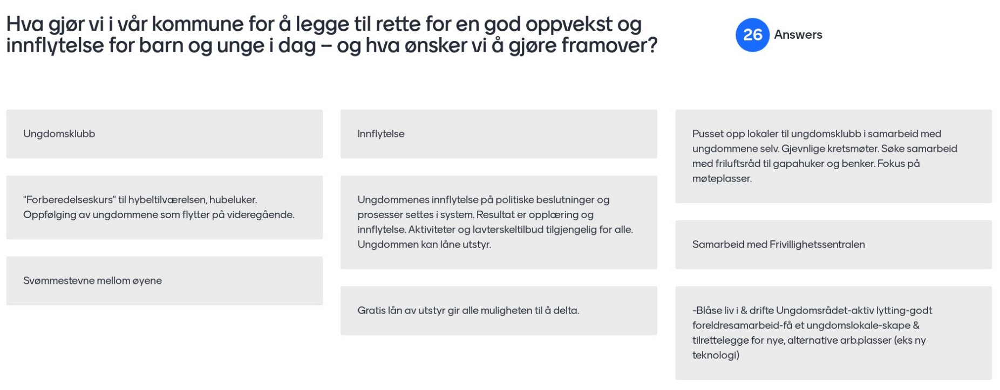 Hva gjør vi i vår kommune for å legge til rette for en god oppvekst og
innflytelse for barn og unge i dag – og hva ønsker vi å gjøre framover?
26 Answers
Ungdomsklubb
"Forberedelseskurs" til hybeltilværelsen, hubeluker.
Oppfølging av ungdommene som flytter på videregående.
Svømmestevne mellom øyene
Innflytelse
Ungdommenes innflytelse på politiske beslutninger og
prosesser settes i system. Resultat er opplæring og
innflytelse. Aktiviteter og lavterskeltilbud tilgjengelig for alle.
Ungdommen kan låne utstyr.
Gratis lån av utstyr gir alle muligheten til å delta.
Pusset opp lokaler til ungdomsklubb i samarbeid med
ungdommene selv. Gjevnlige kretsmøter. Søke samarbeid
med friluftsråd til gapahuker og benker. Fokus på
møteplasser.
Samarbeid med Frivillighetssentralen
-Blåse liv i & drifte Ungdomsrådet-aktiv lytting-godt
foreldresamarbeid-få et ungdomslokale-skape &
tilrettelegge for nye, alternative arb.plasser (eks ny
teknologi)